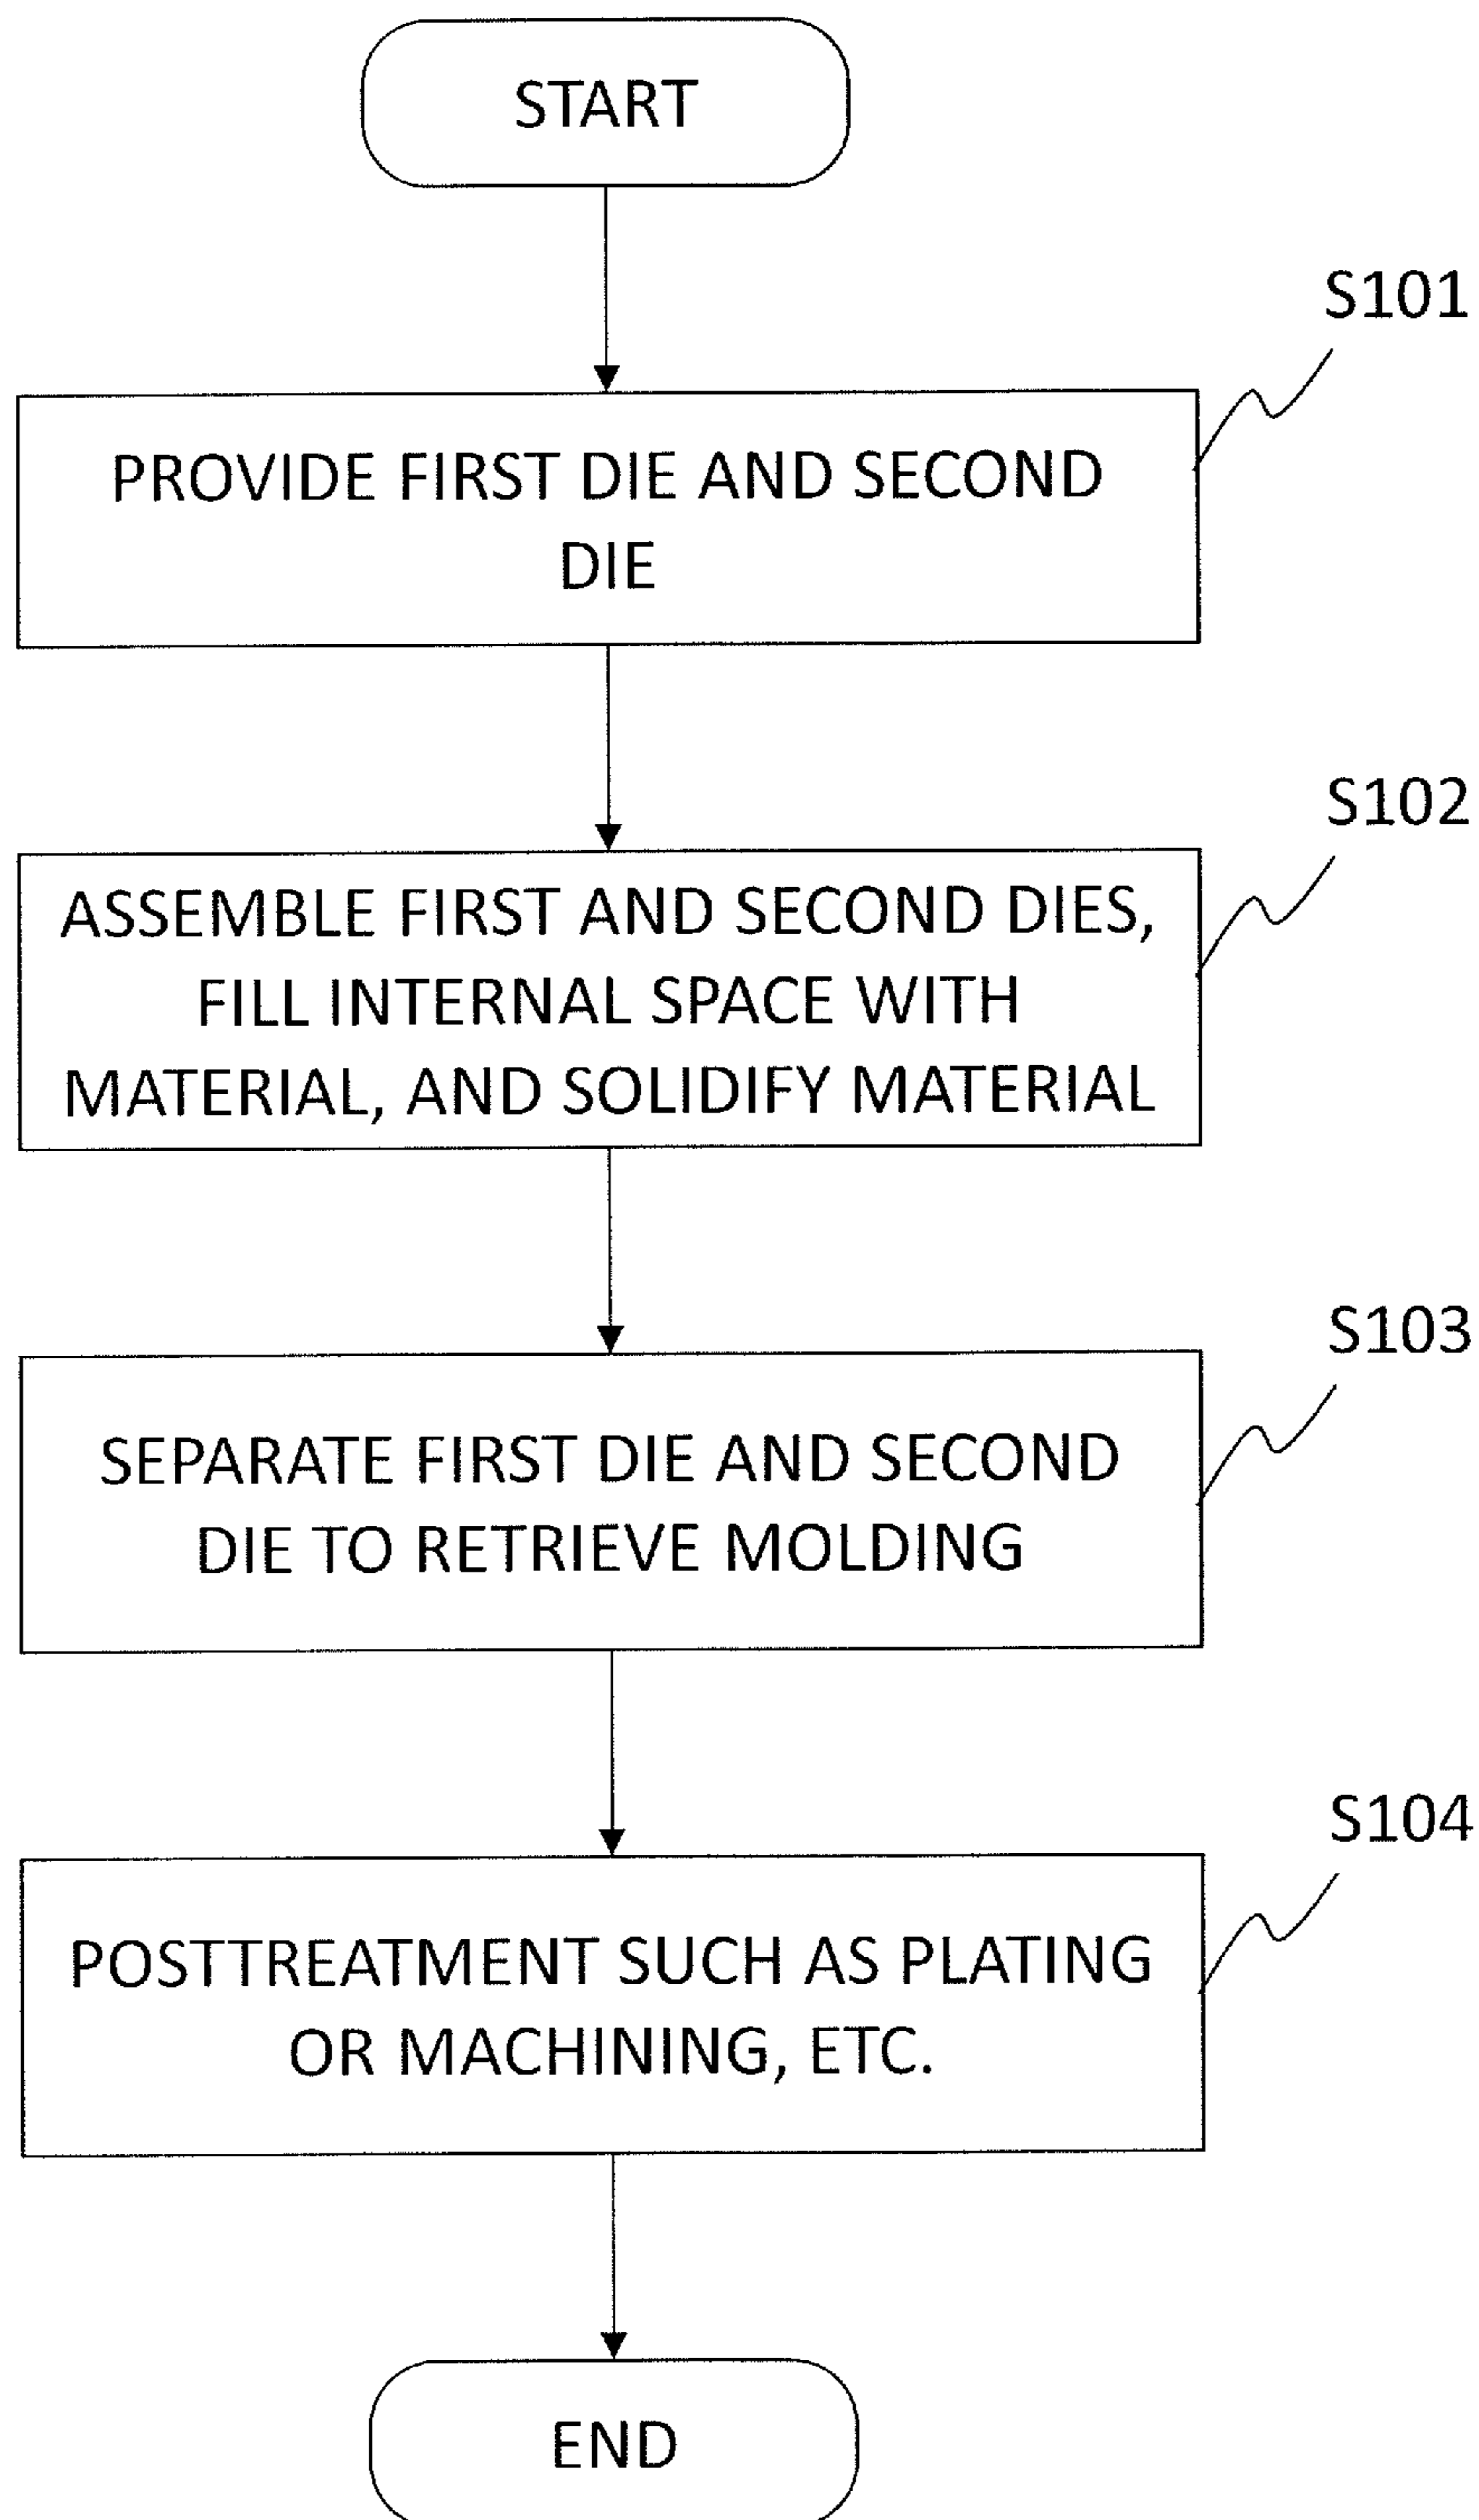 START
S101
PROVIDE FIRST DIE AND SECOND
DIE
S102
ASSEMBLE FIRST AND SECOND DIES,
FILL INTERNAL SPACE WITH
MATERIAL, AND SOLIDIFY MATERIAL
S103
SEPARATE FIRST DIE AND SECOND
DIE TO RETRIEVE MOLDING
S104
POSTTREATMENT SUCH AS PLATING
OR MACHINING, ETC.
END